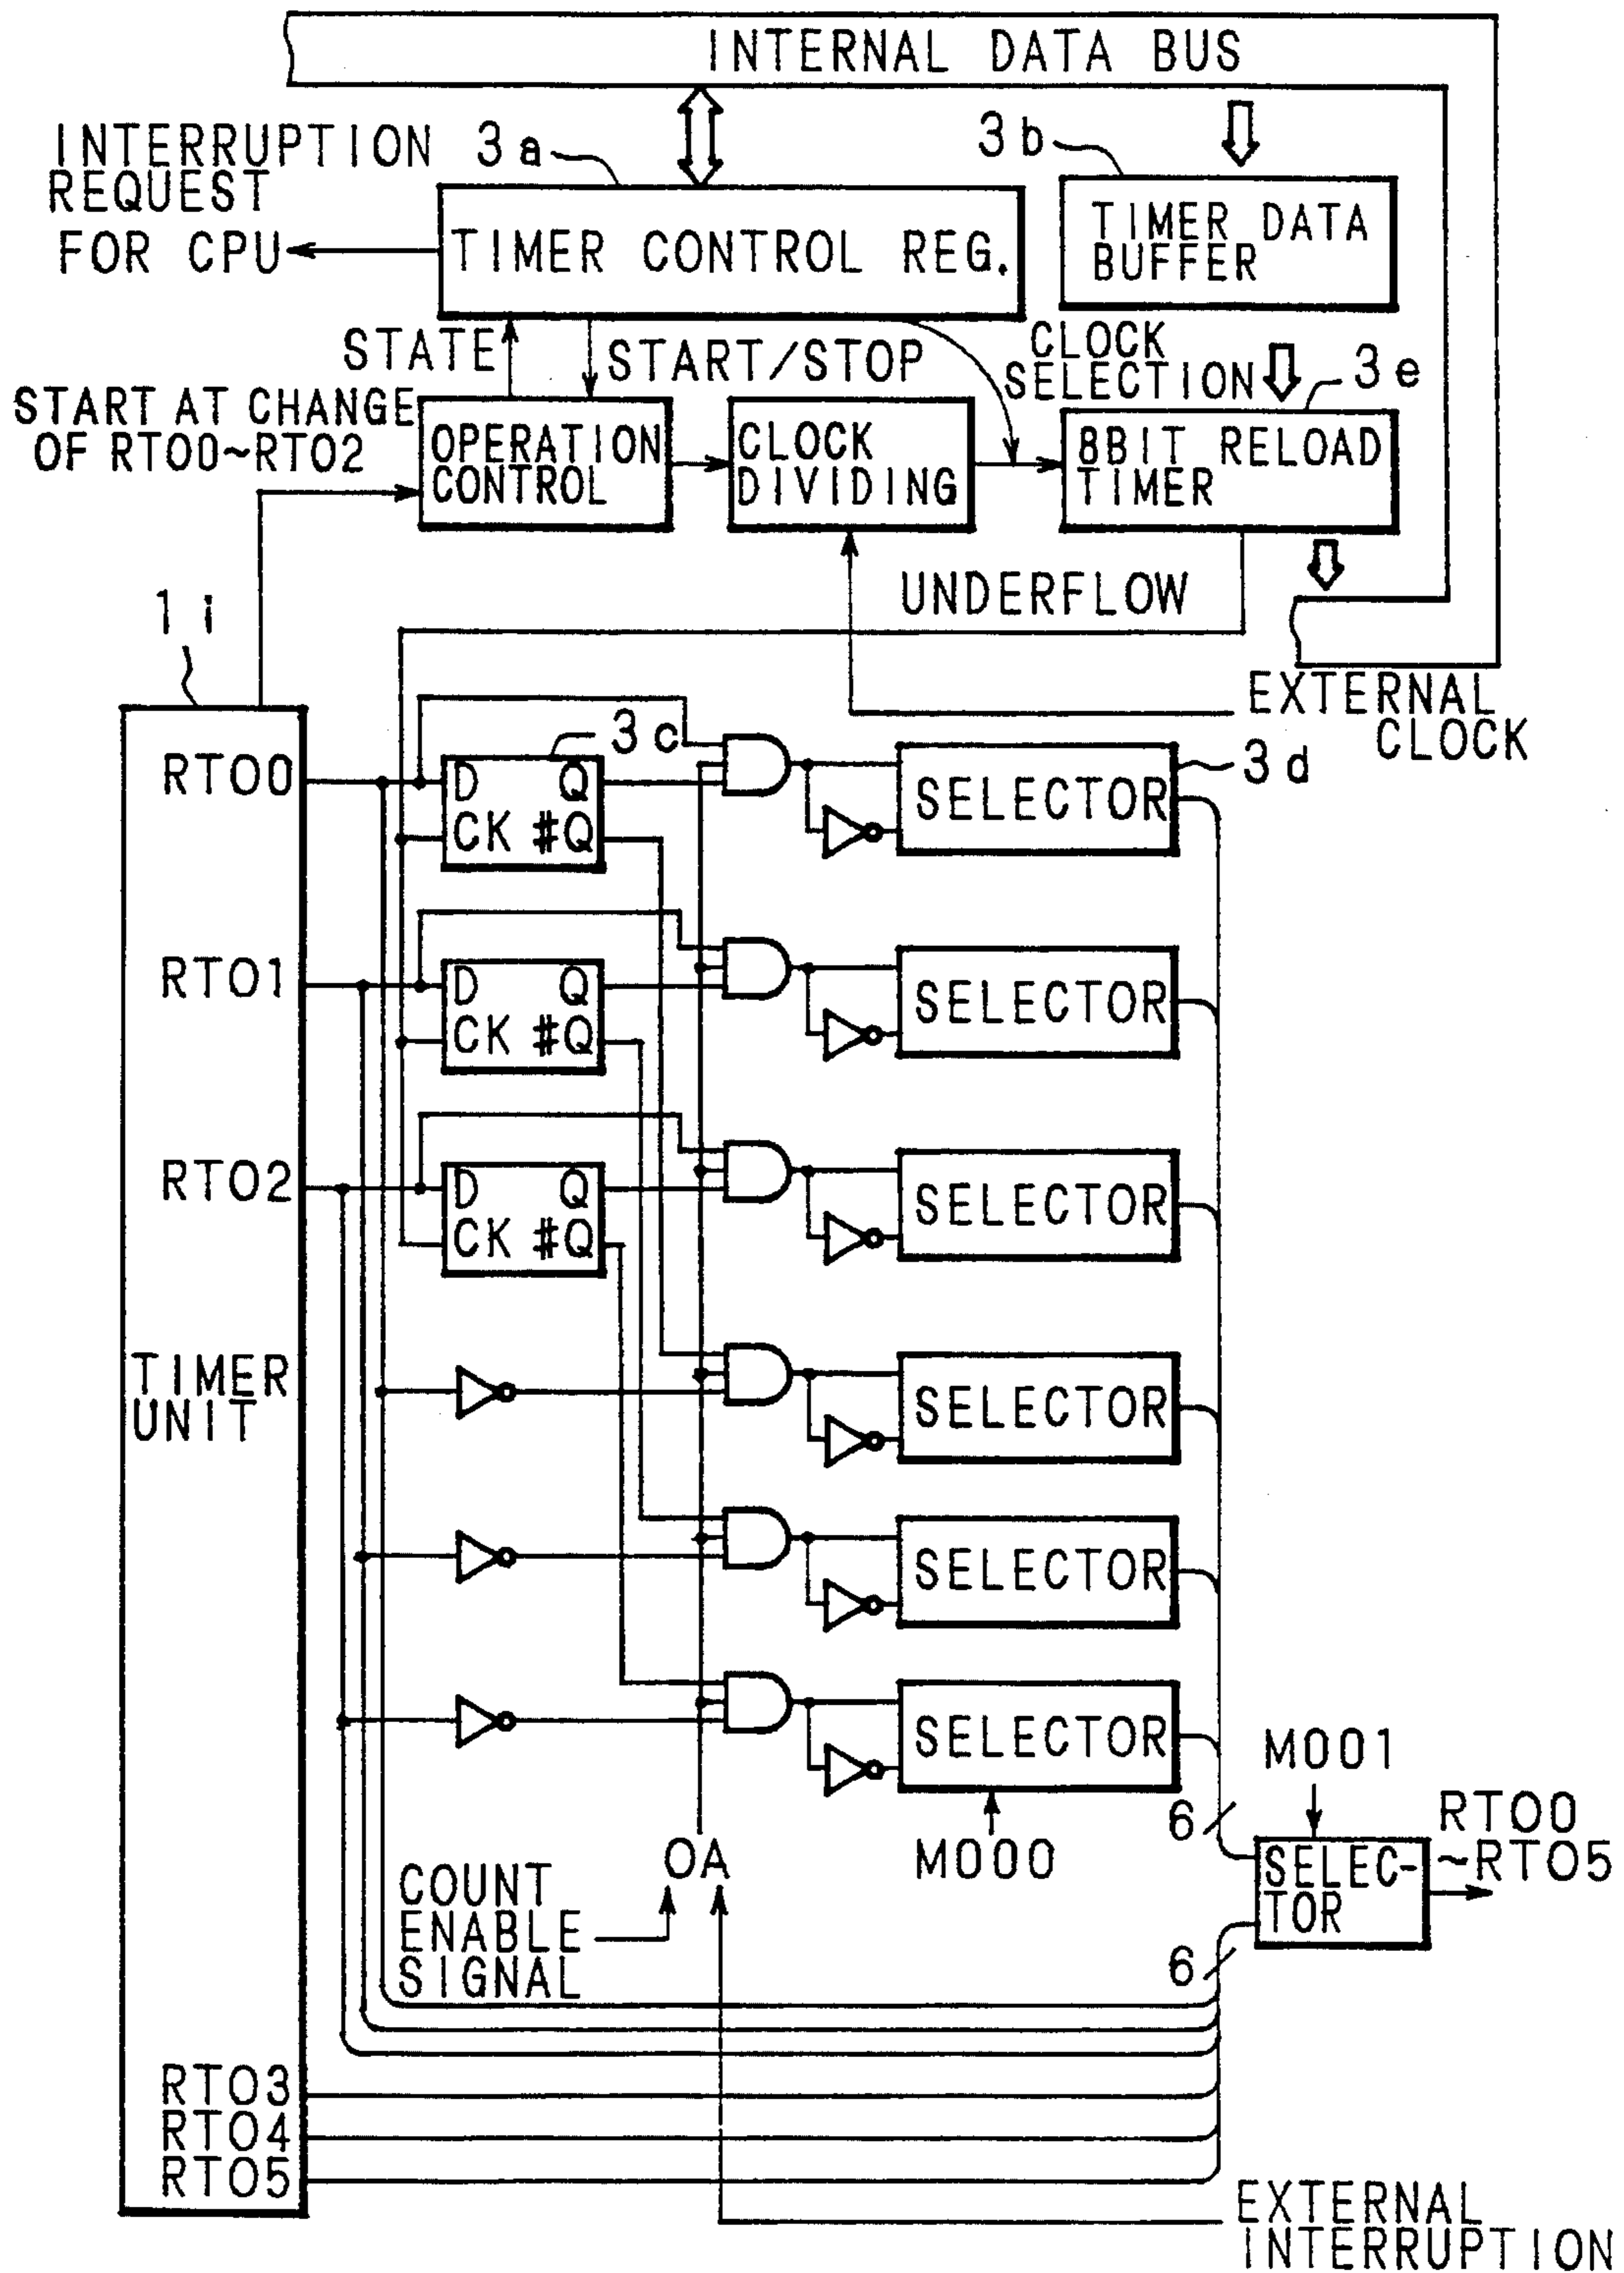 INTERNAL DATA BUS
INTERRUPTION
REQUEST
FOR CPU
3a
3b
TIMER CONTROL REG.
TIMER DATA
BUFFER
STATE
START/STOP
CLOCK
SELECTION
3e
START AT CHANGE
OF RTO0~RTO2
OPERATION
CONTROL
CLOCK
DIVIDING
8BIT RELOAD
TIMER
UNDERFLOW
1i
EXTERNAL
CLOCK
RTO0
3c
D Q
CK #Q
SELECTOR
3d
RTO1
D Q
CK #Q
SELECTOR
RTO2
D Q
CK #Q
SELECTOR
TIMER
UNIT
SELECTOR
SELECTOR
SELECTOR
M001
6
RTO0
~RTO5
OA
M000
SELEC-
TOR
COUNT
ENABLE
SIGNAL
6
RTO3
RTO4
RTO5
EXTERNAL
INTERRUPTION